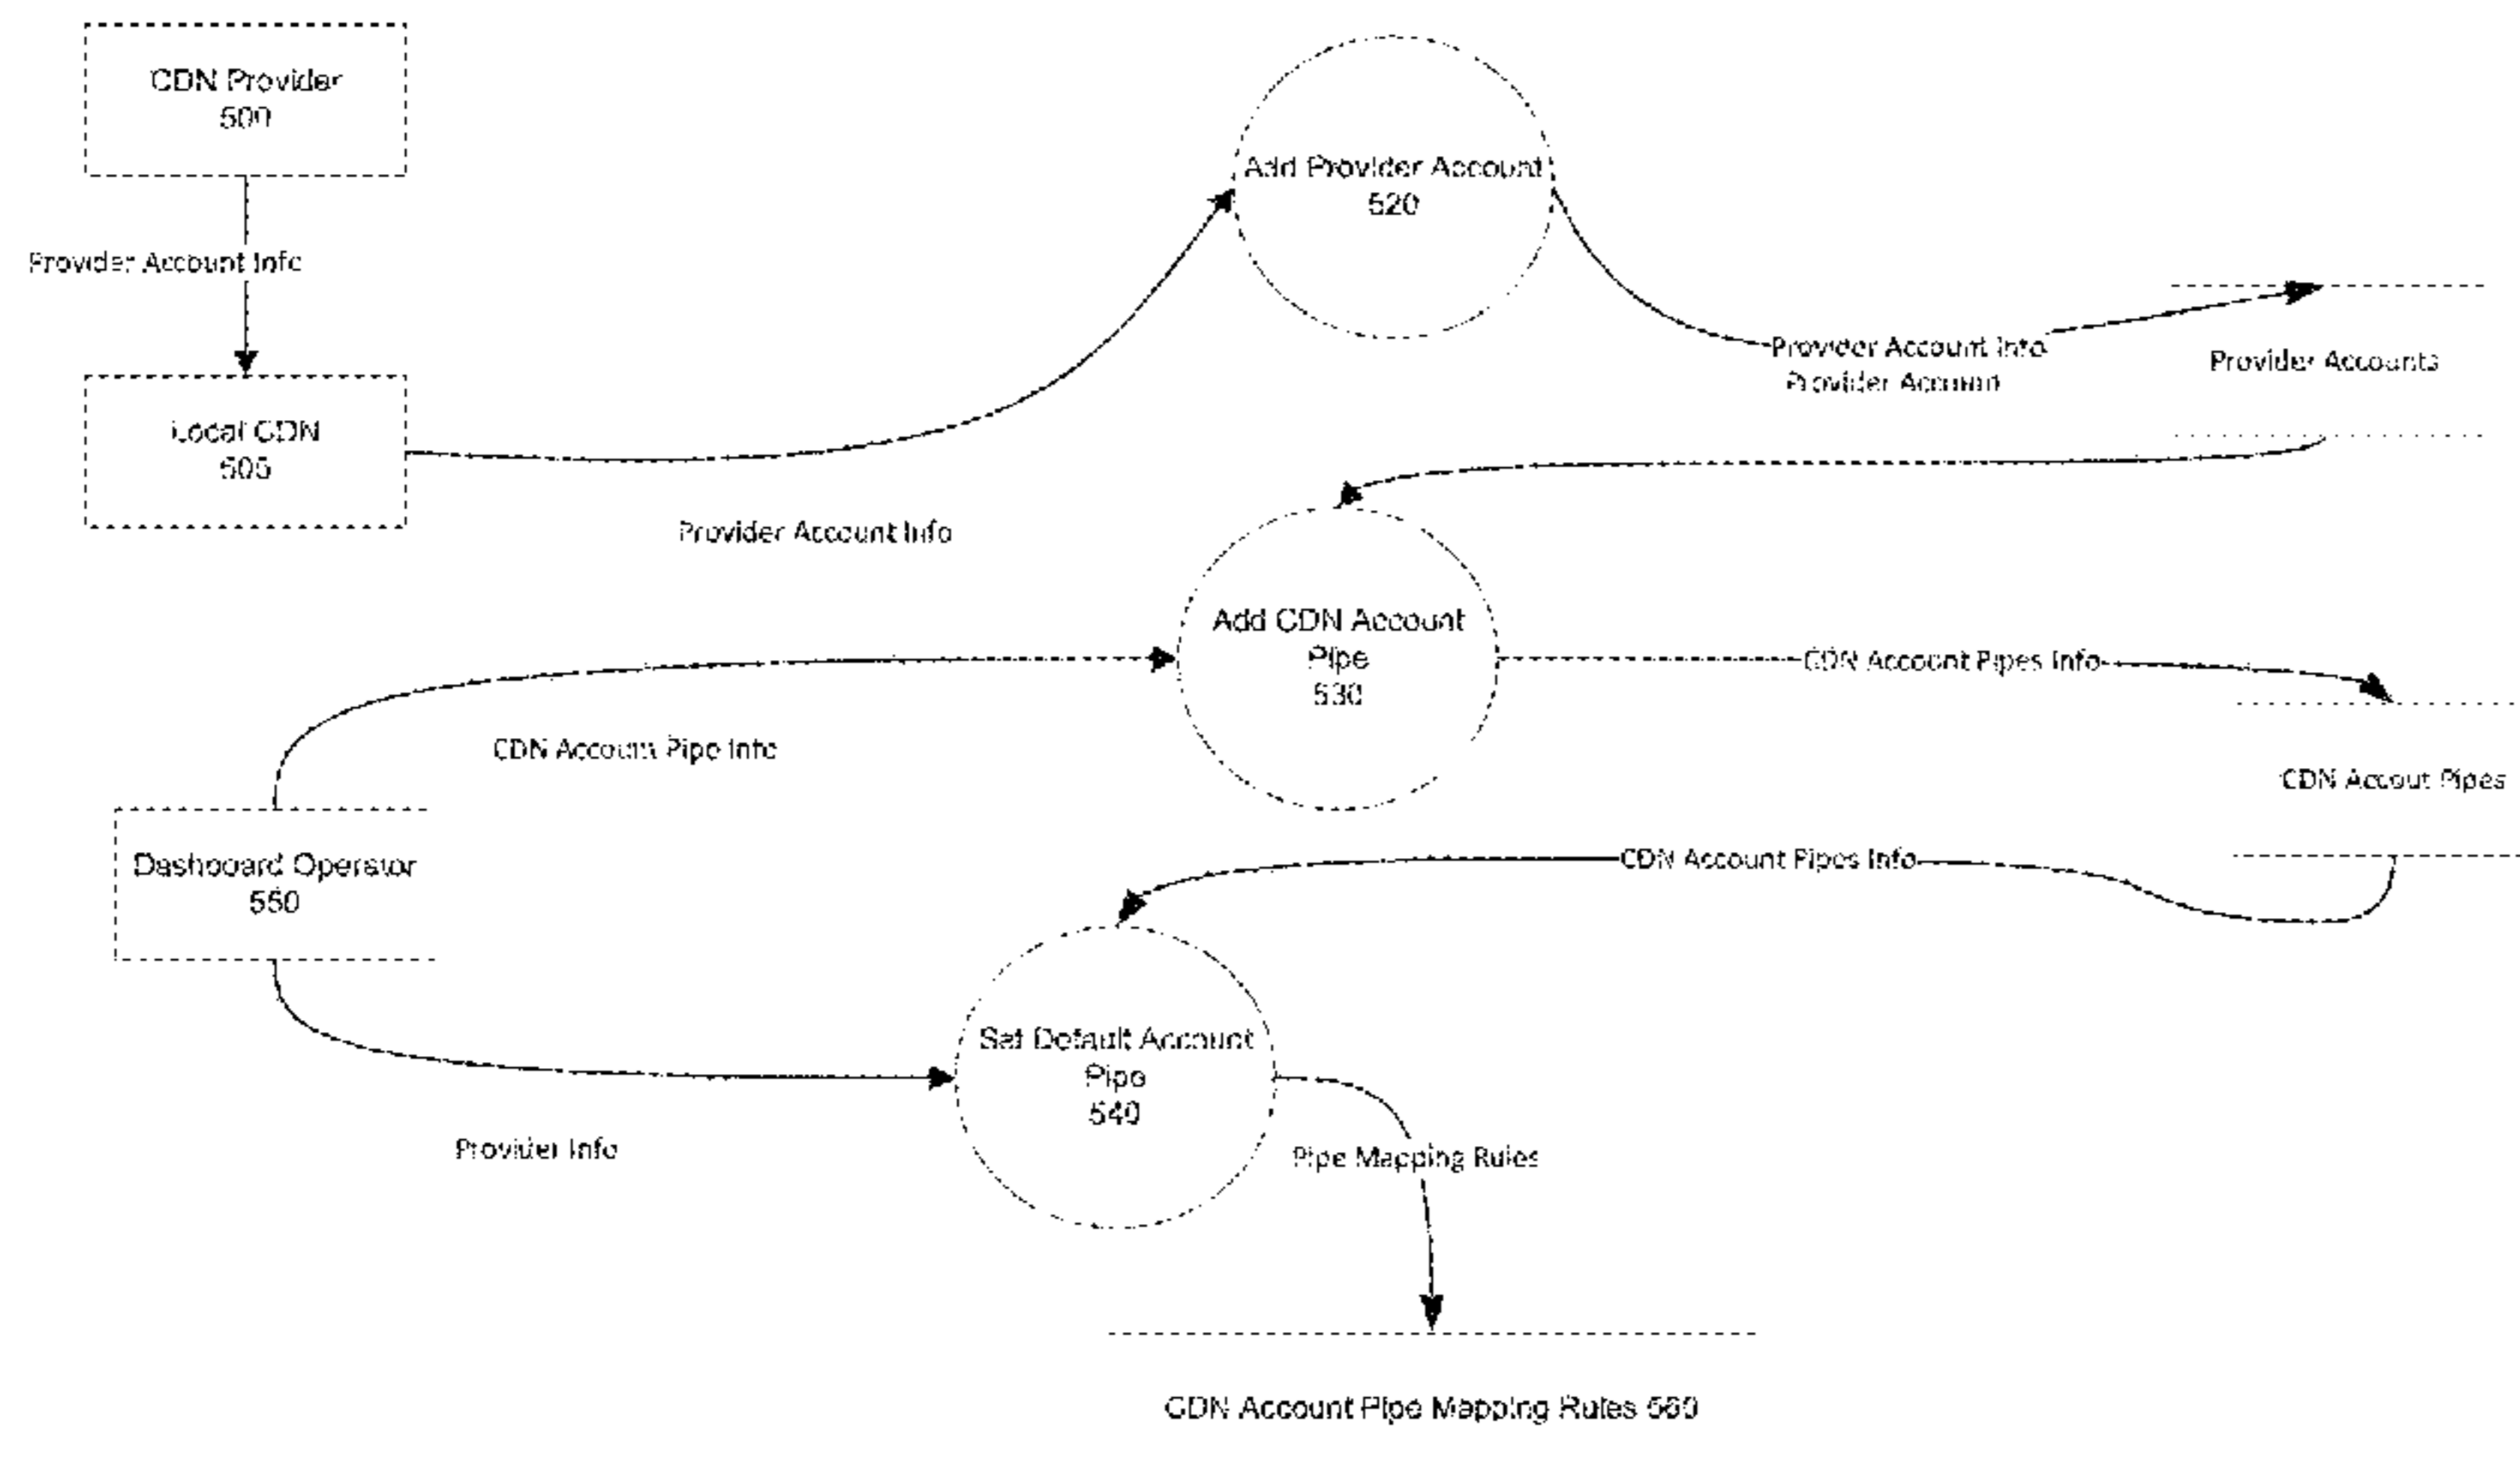 CDN Provider
500
Provider Account Info
Local CDN
505
Provider Account Info
Add Provider Account
520
Provider Account Info
Provider Account
Provider Accounts
Add CDN Account
Pipe
530
CDN Account Pipe Info
CDN Account Pipes Info
CDN Accout Pipes
Dashboard Operator
550
CDN Account Pipes Info
Set Default Account
Pipe
540
Provider Info
Pipe Mapping Rules
CDN Account Pipe Mapping Rules 560